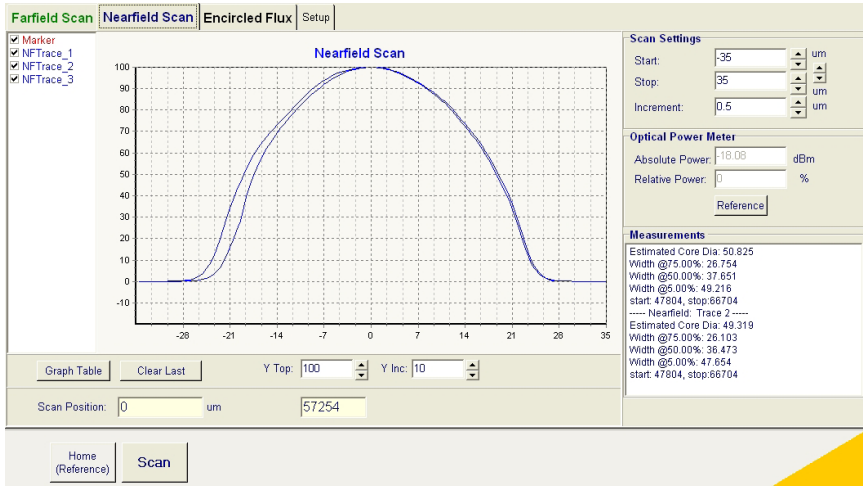 Farfield Scan Nearfield Scan Encircled Flux Setup
Marker
NFTrace_1
NFTrace_2
NFTrace_3
Nearfield Scan
100
90
80
70
60
50
40
30
20
10
0
-10
-28 -21 -14 -7 0 7 14 21 28 35
Graph Table Clear Last Y Top: 100 Y Inc: 10
Scan Position: 0 um 57254
Home
(Reference)
Scan
Scan Settings
Start: -35 um
Stop: 35 um
Increment: 0.5 um
Optical Power Meter
Absolute Power: -18.08 dBm
Relative Power: 0 %
Reference
Measurements
Estimated Core Dia: 50.825
Width @75.00%: 26.754
Width @50.00%: 37.651
Width @5.00%: 49.216
start: 47804, stop:66704
----- Nearfield: Trace 2 -----
Estimated Core Dia: 49.319
Width @75.00%: 26.103
Width @50.00%: 36.473
Width @5.00%: 47.654
start: 47804, stop:66704